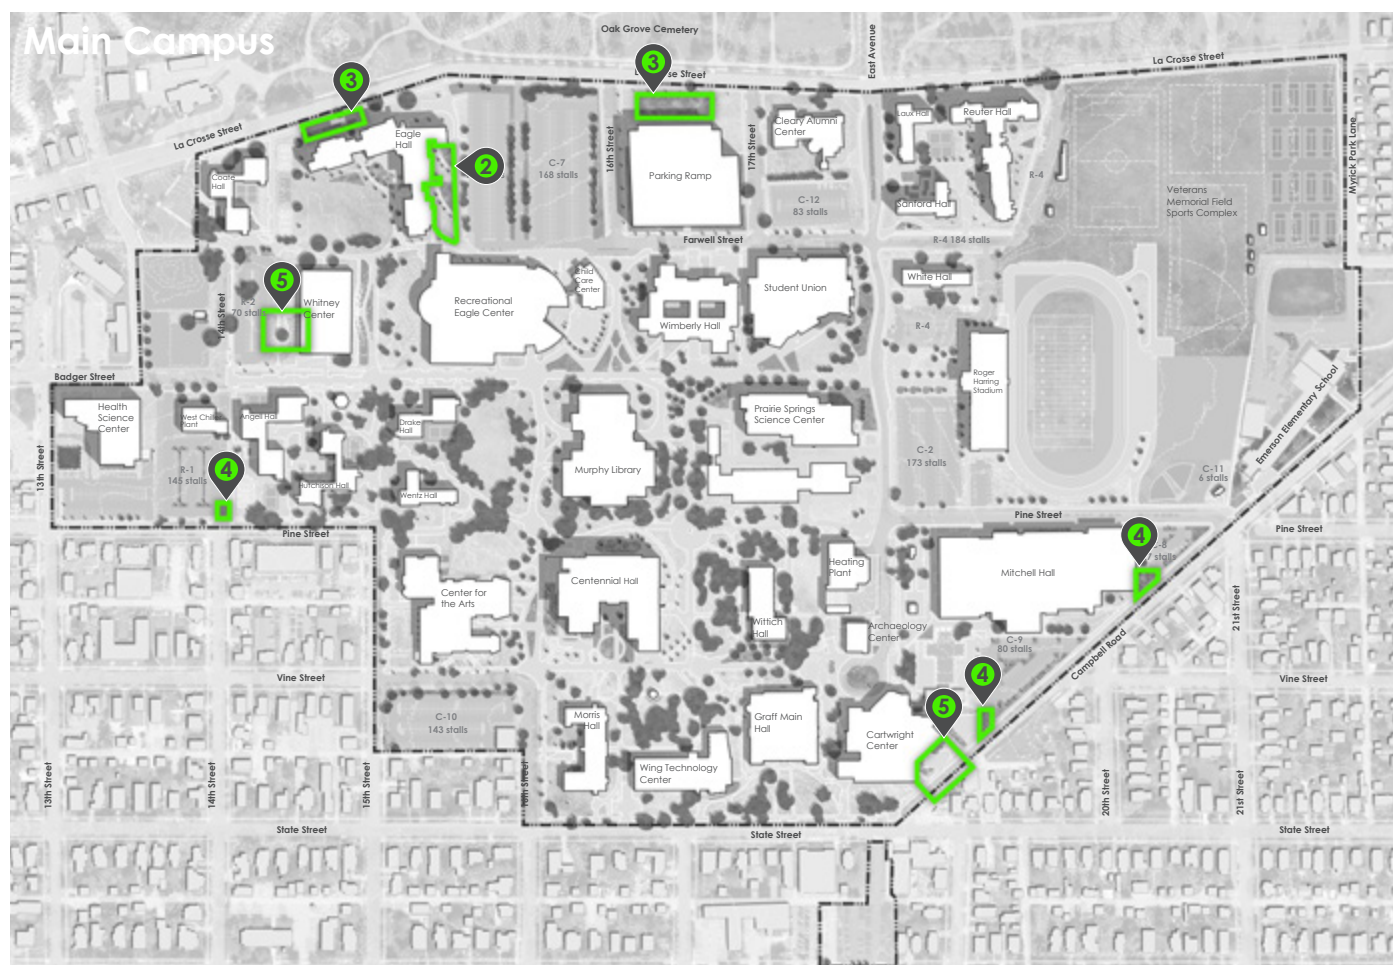 Main Campus
Oak Grove Cemetery
East Avenue
La Crosse Street
3
3
La Crosse Street
Myrick Park Lane
Eagle
Hall
Cleary Alumni
Center
Laux Hall
Reuter Hall
2
C-7
168 stalls
16th Street
17th Street
Parking Ramp
R-4
Coate
Hall
C-12
83 stalls
Sanford Hall
Veterans
Memorial Field
Sports Complex
Farwell Street
R-4 184 stalls
5
R-2
70 stalls
14th Street
Whitney
Center
Recreational
Eagle Center
Child
Care
Center
Wimberly Hall
Student Union
White Hall
R-4
Badger Street
Roger
Harring
Stadium
Emerson Elementary School
Health
Science
Center
Angell Hall
Drake
Hall
Prairie Springs
Science Center
13th Street
R-1
145 stalls
4
Hutchison Hall
Wentz Hall
Murphy Library
C-2
173 stalls
C-11
6 stalls
Pine Street
Pine Street
Pine Street
4
Center for
the Arts
Centennial Hall
Wittich
Hall
Heating
Plant
Mitchell Hall
Archaeology
Center
C-9
80 stalls
Campbell Road
21st Street
Vine Street
4
Vine Street
C-10
143 stalls
Morris
Hall
Graff Main
Hall
5
Cartwright
Center
Wing Technology
Center
13th Street
14th Street
15th Street
16th Street
20th Street
21st Street
State Street
State Street
State Street